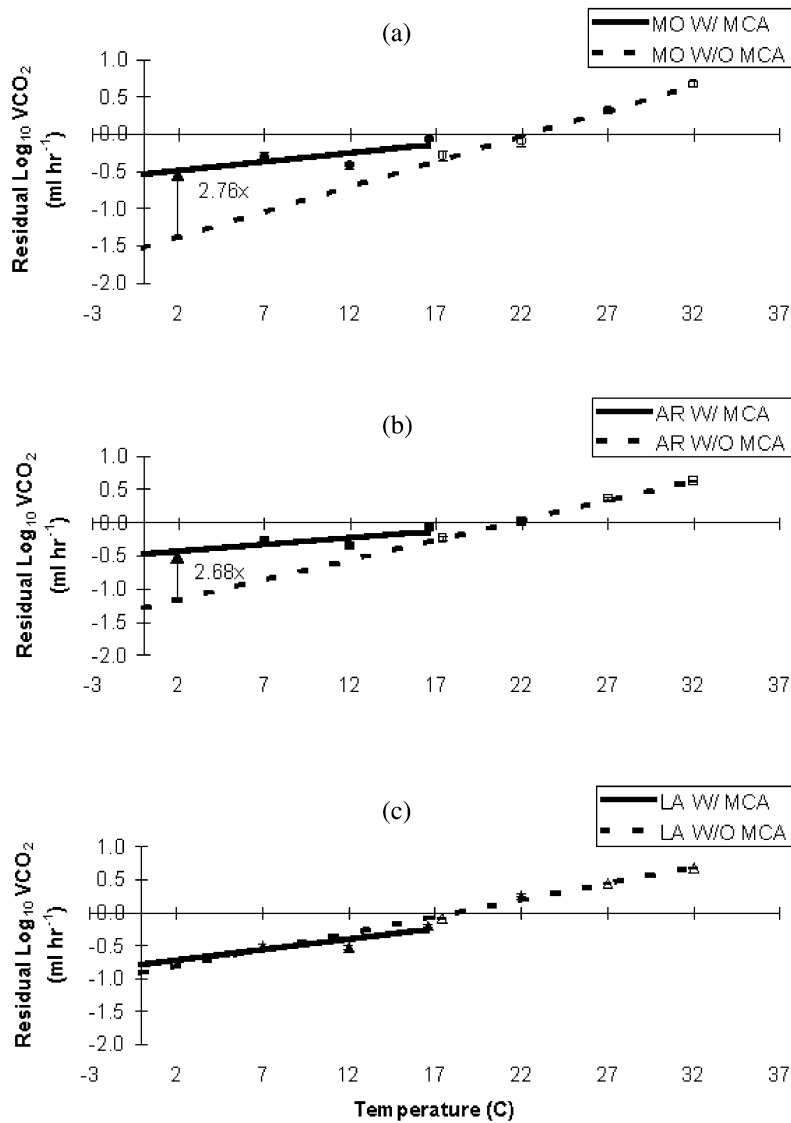 (a)
MO W/ MCA
MO W/O MCA
Residual Log₁₀ VCO₂
(ml hr⁻¹)
1.0
0.5
0.0
-0.5
-1.0
-1.5
-2.0
2.76x
-3 2 7 12 17 22 27 32 37
(b)
AR W/ MCA
AR W/O MCA
Residual Log₁₀ VCO₂
(ml hr⁻¹)
1.0
0.5
0.0
-0.5
-1.0
-1.5
-2.0
2.68x
-3 2 7 12 17 22 27 32 37
(c)
LA W/ MCA
LA W/O MCA
Residual Log₁₀ VCO₂
(ml hr⁻¹)
1.0
0.5
0.0
-0.5
-1.0
-1.5
-2.0
-3 2 7 12 17 22 27 32 37
Temperature (C)